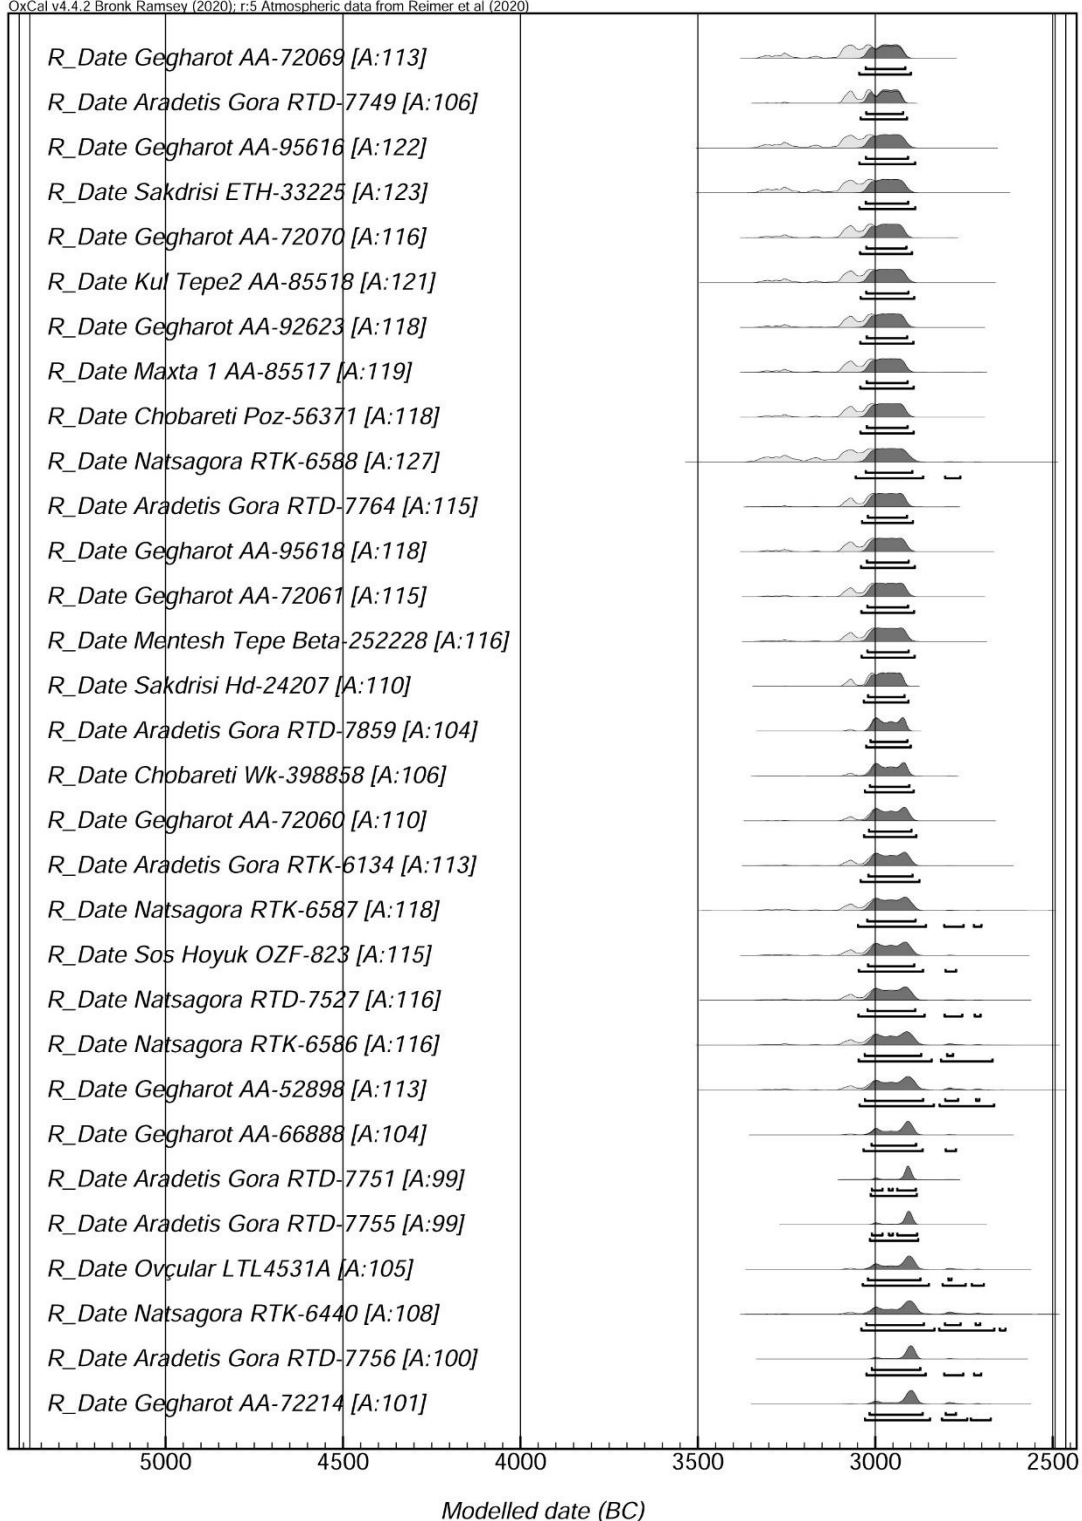 OxCal v4.4.2 Bronk Ramsey (2020); r:5 Atmospheric data from Reimer et al (2020)
R_Date Gegharot AA-72069 [A:113]
R_Date Aradetis Gora RTD-7749 [A:106]
R_Date Gegharot AA-95616 [A:122]
R_Date Sakdrisi ETH-33225 [A:123]
R_Date Gegharot AA-72070 [A:116]
R_Date Kul Tepe2 AA-85518 [A:121]
R_Date Gegharot AA-92623 [A:118]
R_Date Maxta 1 AA-85517 [A:119]
R_Date Chobareti Poz-56371 [A:118]
R_Date Natsagora RTK-6588 [A:127]
R_Date Aradetis Gora RTD-7764 [A:115]
R_Date Gegharot AA-95618 [A:118]
R_Date Gegharot AA-72061 [A:115]
R_Date Mentesh Tepe Beta-252228 [A:116]
R_Date Sakdrisi Hd-24207 [A:110]
R_Date Aradetis Gora RTD-7859 [A:104]
R_Date Chobareti Wk-398858 [A:106]
R_Date Gegharot AA-72060 [A:110]
R_Date Aradetis Gora RTK-6134 [A:113]
R_Date Natsagora RTK-6587 [A:118]
R_Date Sos Hoyuk OZF-823 [A:115]
R_Date Natsagora RTD-7527 [A:116]
R_Date Natsagora RTK-6586 [A:116]
R_Date Gegharot AA-52898 [A:113]
R_Date Gegharot AA-66888 [A:104]
R_Date Aradetis Gora RTD-7751 [A:99]
R_Date Aradetis Gora RTD-7755 [A:99]
R_Date Ovçular LTL4531A [A:105]
R_Date Natsagora RTK-6440 [A:108]
R_Date Aradetis Gora RTD-7756 [A:100]
R_Date Gegharot AA-72214 [A:101]
5000 4500 4000 3500 3000 2500
Modelled date (BC)